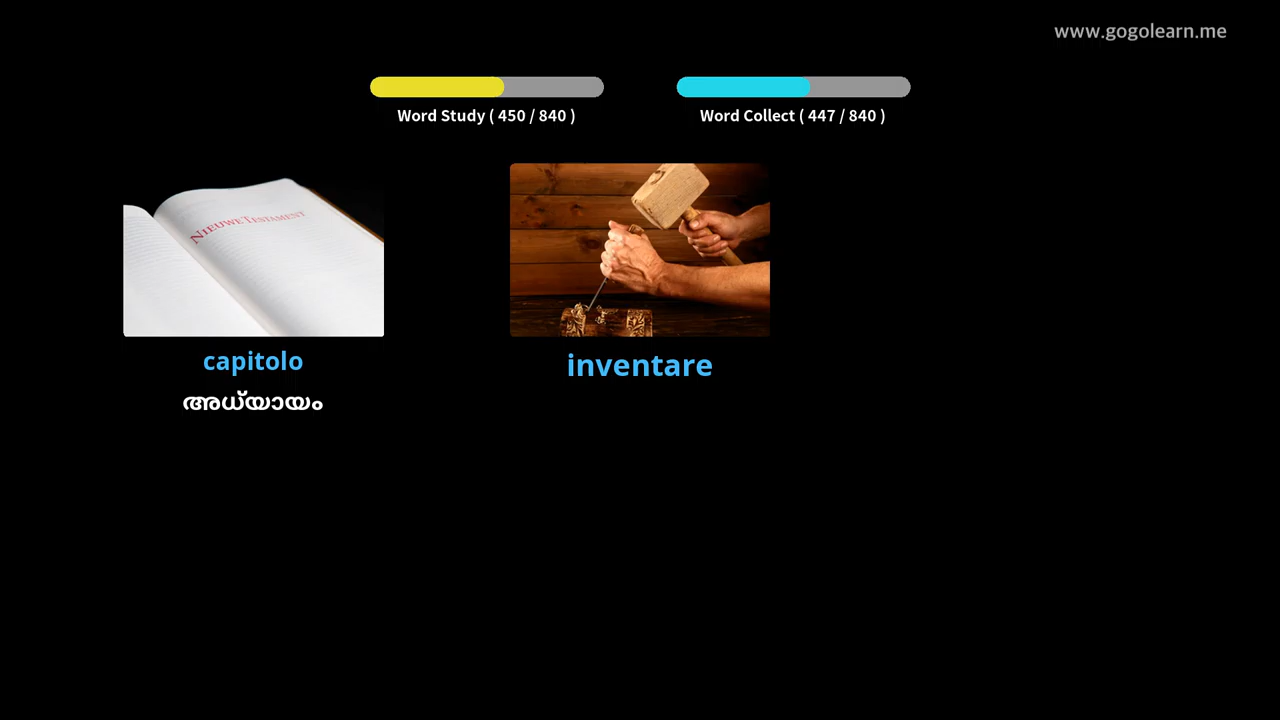 www.gogolearn.me
Word Study ( 450 / 840 )
Word Collect ( 447 / 840 )
NIEUWE TESTAMENT
capitolo
അധ്യായം
inventare